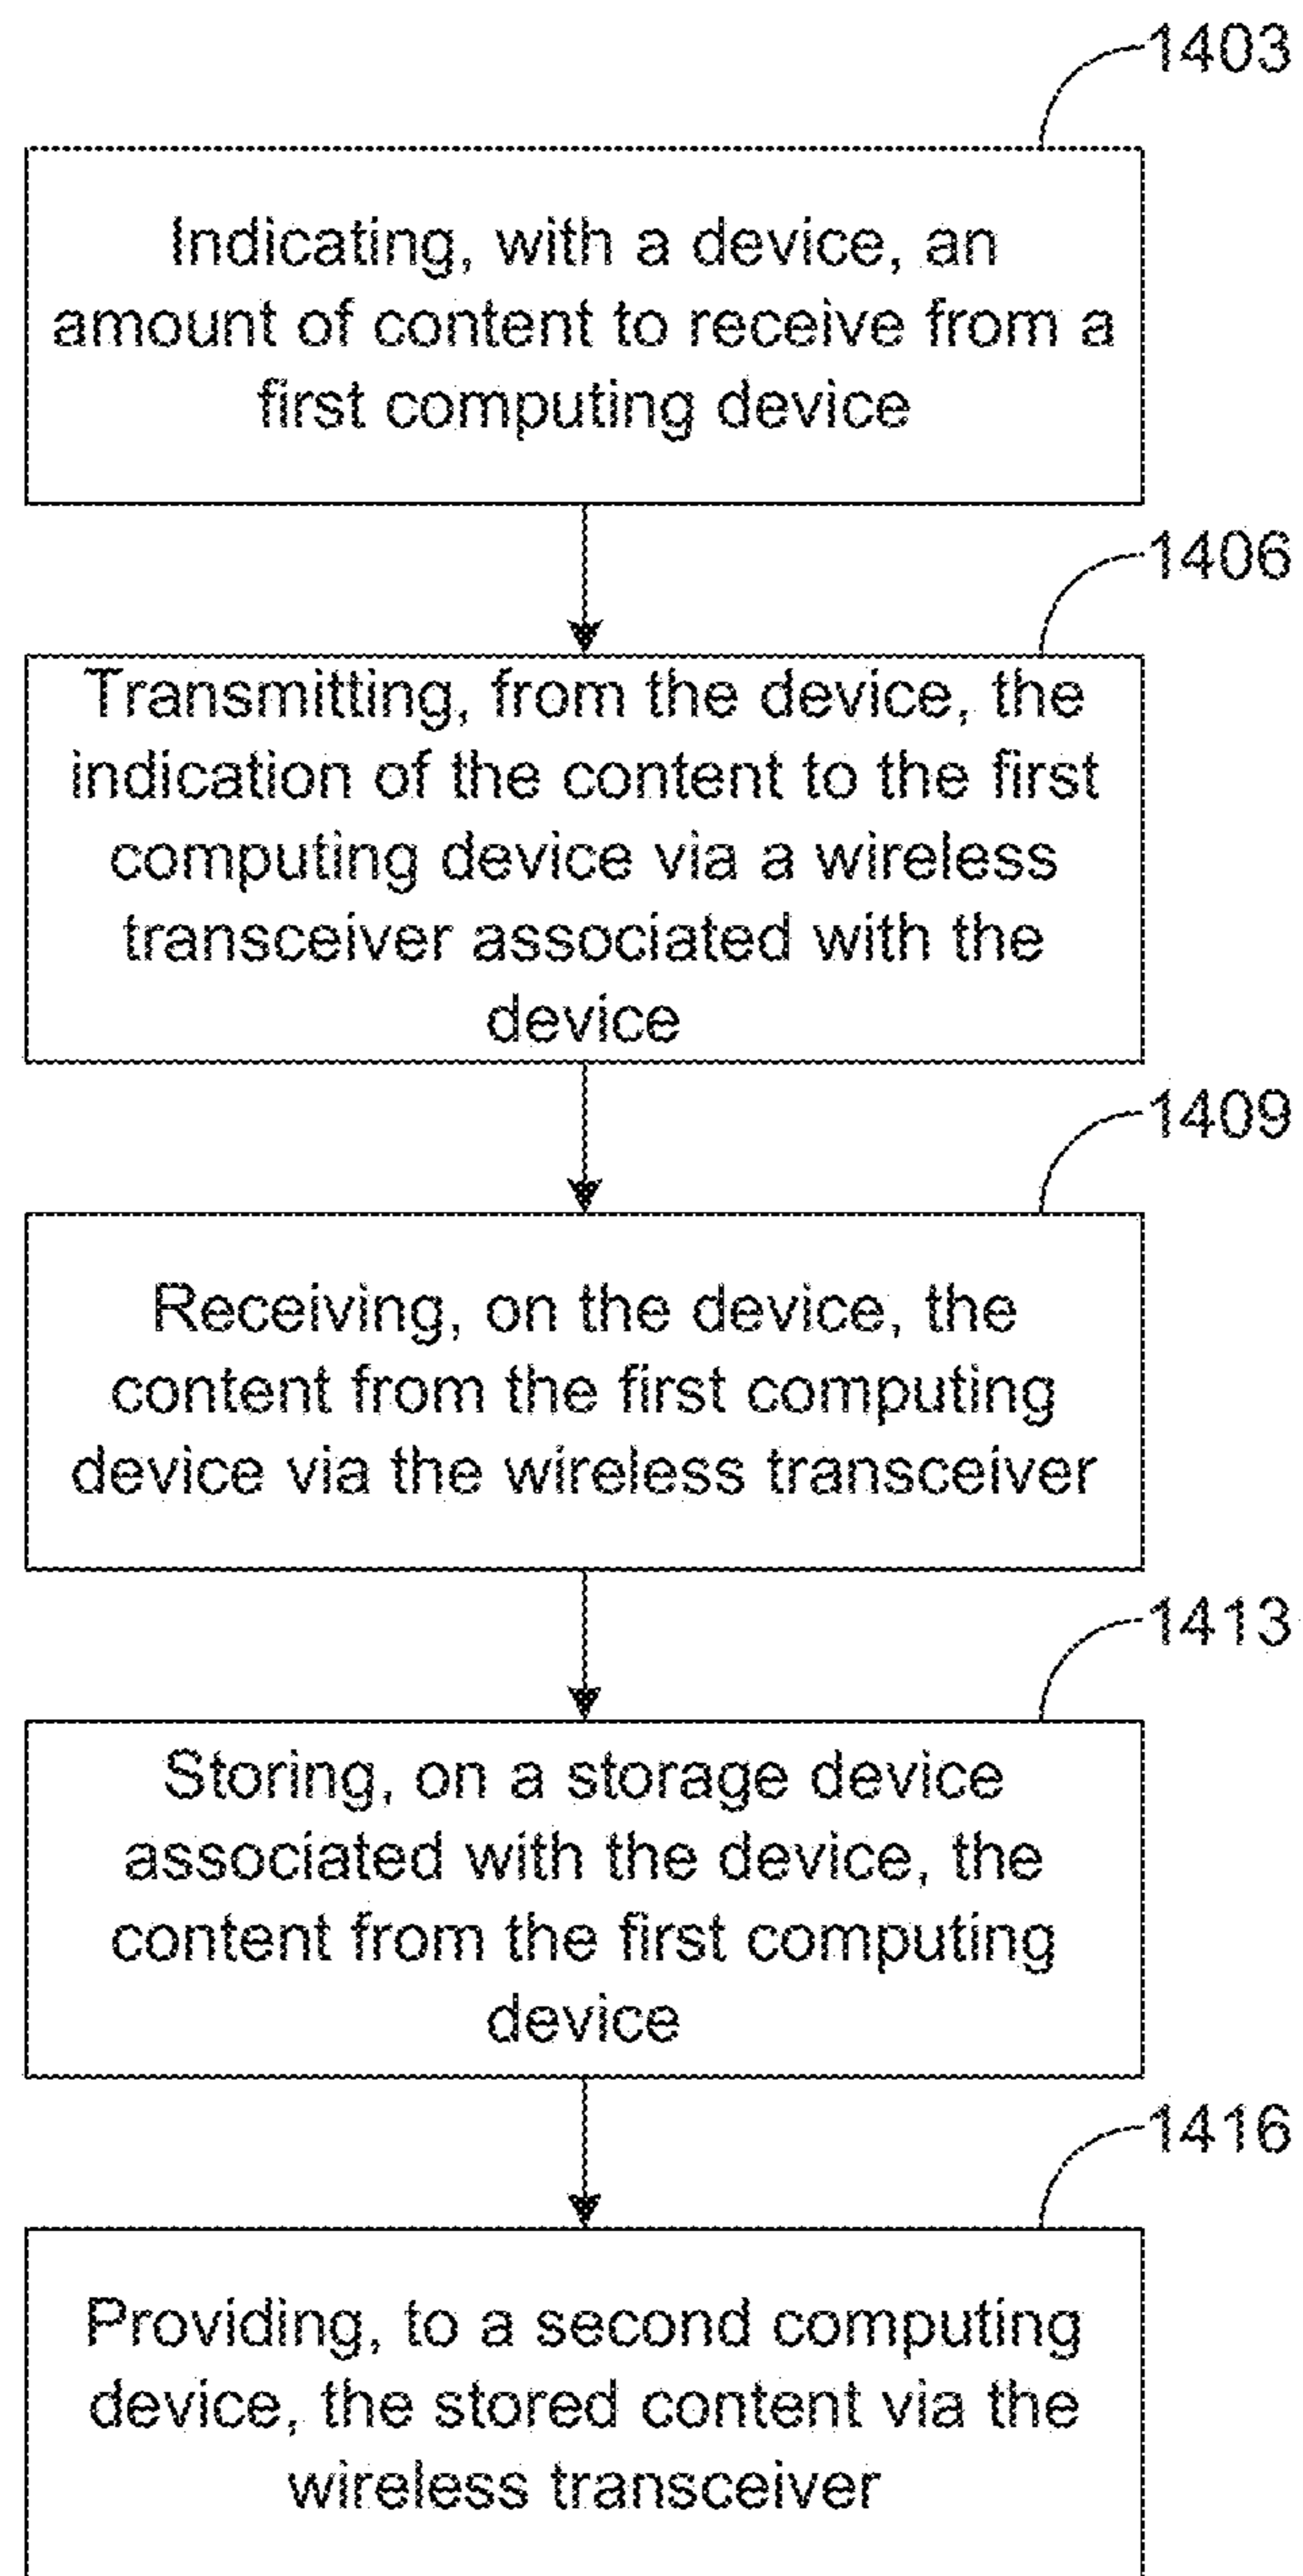 1403
Indicating, with a device, an
amount of content to receive from a
first computing device
1406
Transmitting, from the device, the
indication of the content to the first
computing device via a wireless
transceiver associated with the
device
1409
Receiving, on the device, the
content from the first computing
device via the wireless transceiver
1413
Storing, on a storage device
associated with the device, the
content from the first computing
device
1416
Providing, to a second computing
device, the stored content via the
wireless transceiver